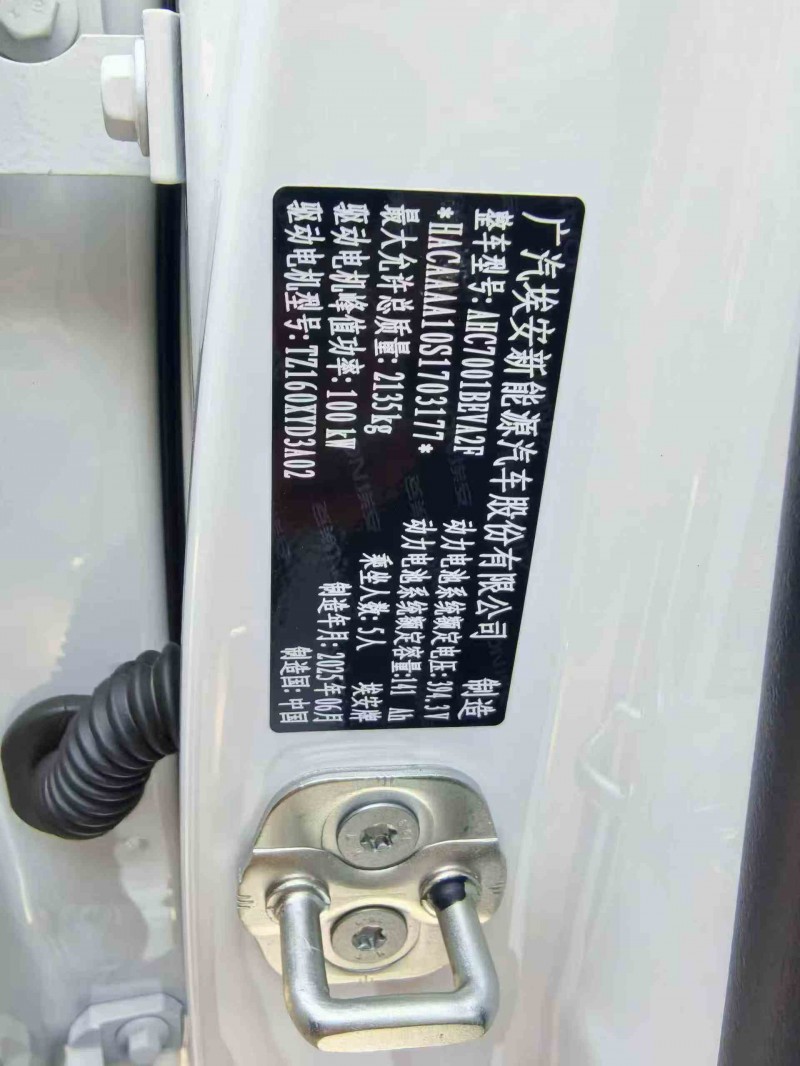 广汽埃安新能源汽车股份有限公司 制造
整车型号:AHC7001BEVA2F 动力电池系统额定电压:394.3V
*HACAAAA10S1703177* 动力电池系统额定容量:141 Ah
最大允许总质量:2135kg 乘坐人数:5人 埃安牌
驱动电机峰值功率:100kW 制造年月:2025年06月
驱动电机型号:TZ160XYD3A02 制造国:中国